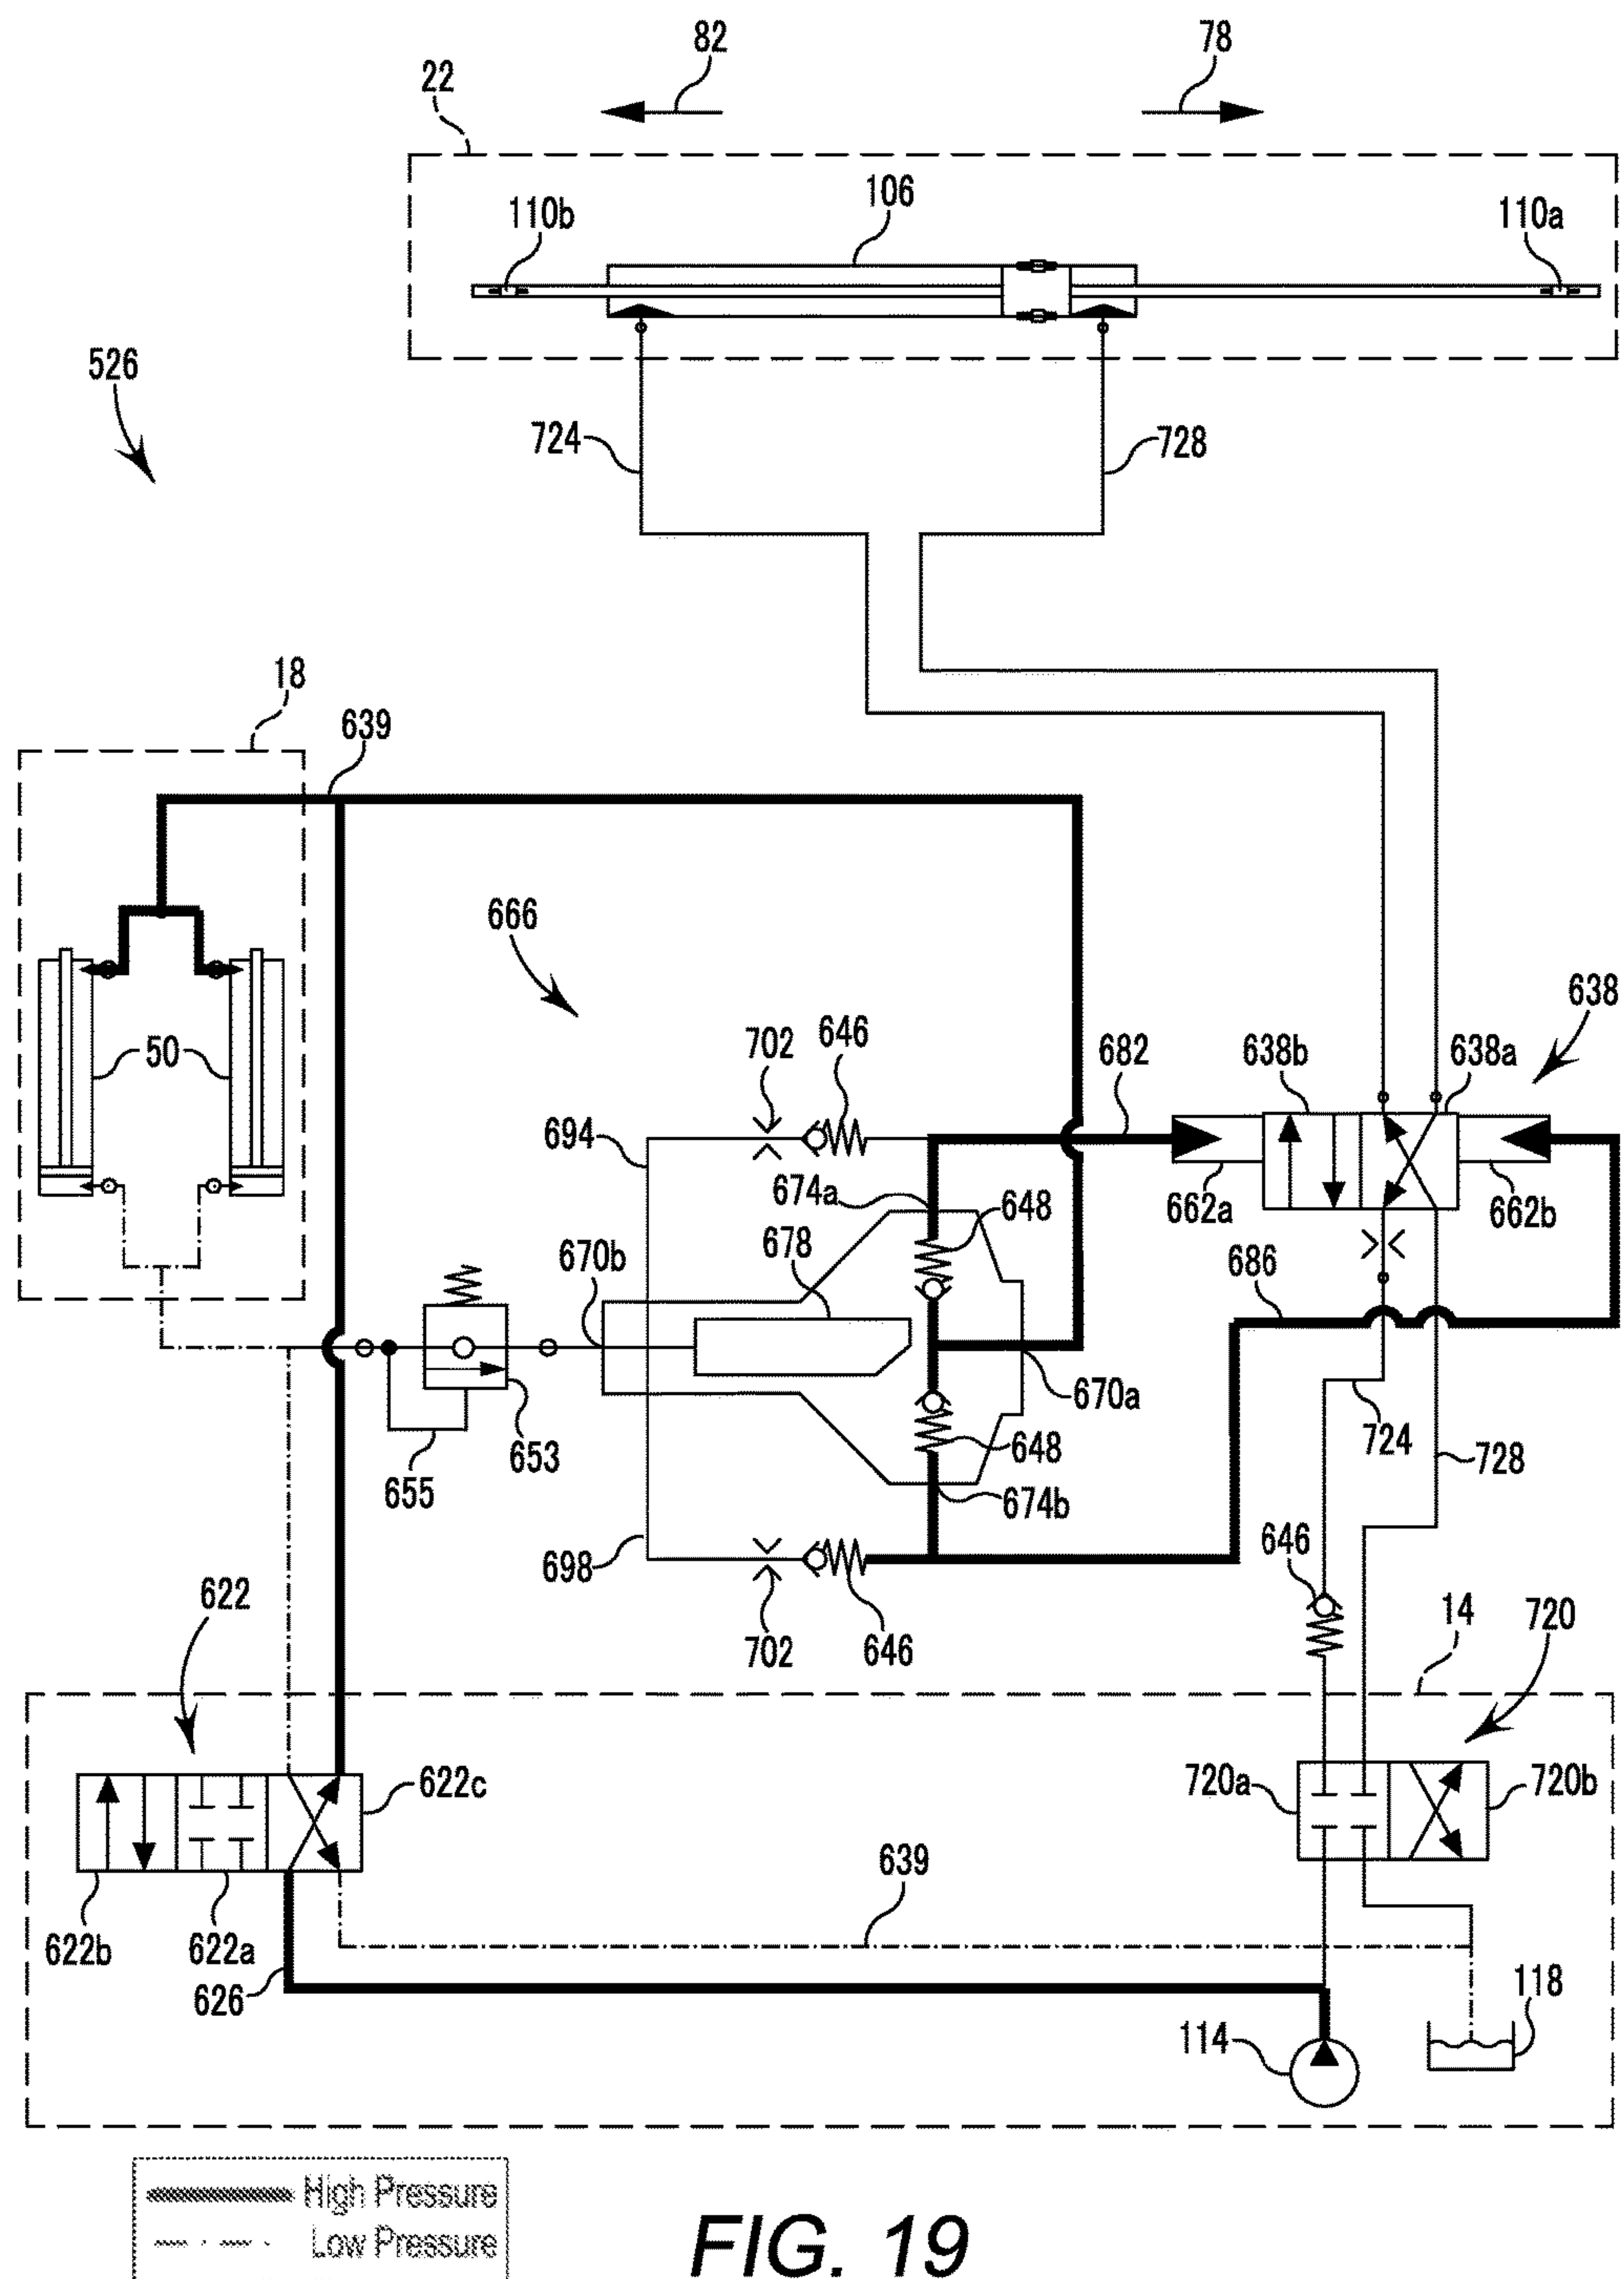 82
78
22
106
110b
110a
526
724
728
18
639
666
50
702
646
682
638b
638a
638
694
674a
648
662a
662b
670b
678
686
670a
724
728
655
653
648
674b
646
698
702
646
622
14
720
622c
720a
720b
639
622b
622a
626
118
114
High Pressure
Low Pressure
FIG. 19